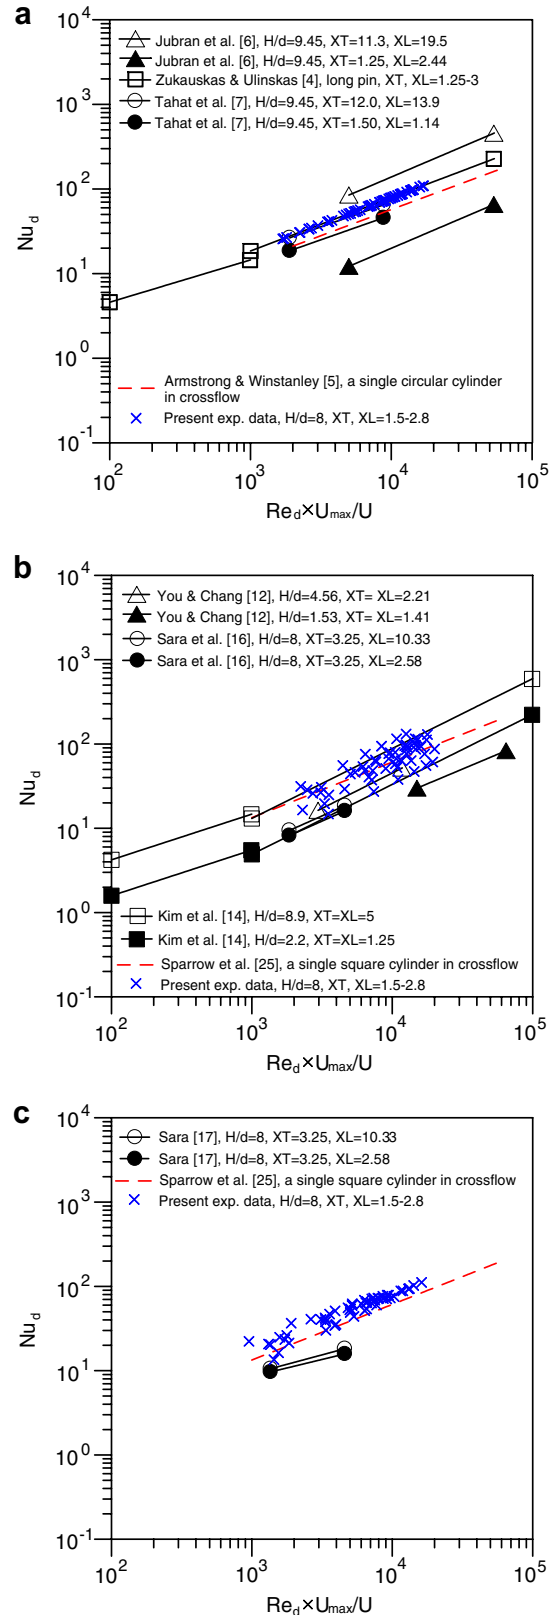 a
10^4
10^3
10^2
10^1
10^0
10^-1
Nu_d
Jubran et al. [6], H/d=9.45, XT=11.3, XL=19.5
Jubran et al. [6], H/d=9.45, XT=1.25, XL=2.44
Zukauskas & Ulinskas [4], long pin, XT, XL=1.25-3
Tahat et al. [7], H/d=9.45, XT=12.0, XL=13.9
Tahat et al. [7], H/d=9.45, XT=1.50, XL=1.14
Armstrong & Winstanley [5], a single circular cylinder
in crossflow
Present exp. data, H/d=8, XT, XL=1.5-2.8
10^2 10^3 10^4 10^5
Re_d×U_max/U
b
10^4
10^3
10^2
10^1
10^0
10^-1
Nu_d
You & Chang [12], H/d=4.56, XT= XL=2.21
You & Chang [12], H/d=1.53, XT= XL=1.41
Sara et al. [16], H/d=8, XT=3.25, XL=10.33
Sara et al. [16], H/d=8, XT=3.25, XL=2.58
Kim et al. [14], H/d=8.9, XT=XL=5
Kim et al. [14], H/d=2.2, XT=XL=1.25
Sparrow et al. [25], a single square cylinder in crossflow
Present exp. data, H/d=8, XT, XL=1.5-2.8
10^2 10^3 10^4 10^5
Re_d×U_max/U
c
10^4
10^3
10^2
10^1
10^0
10^-1
Nu_d
Sara [17], H/d=8, XT=3.25, XL=10.33
Sara [17], H/d=8, XT=3.25, XL=2.58
Sparrow et al. [25], a single square cylinder in crossflow
Present exp. data, H/d=8, XT, XL=1.5-2.8
10^2 10^3 10^4 10^5
Re_d×U_max/U